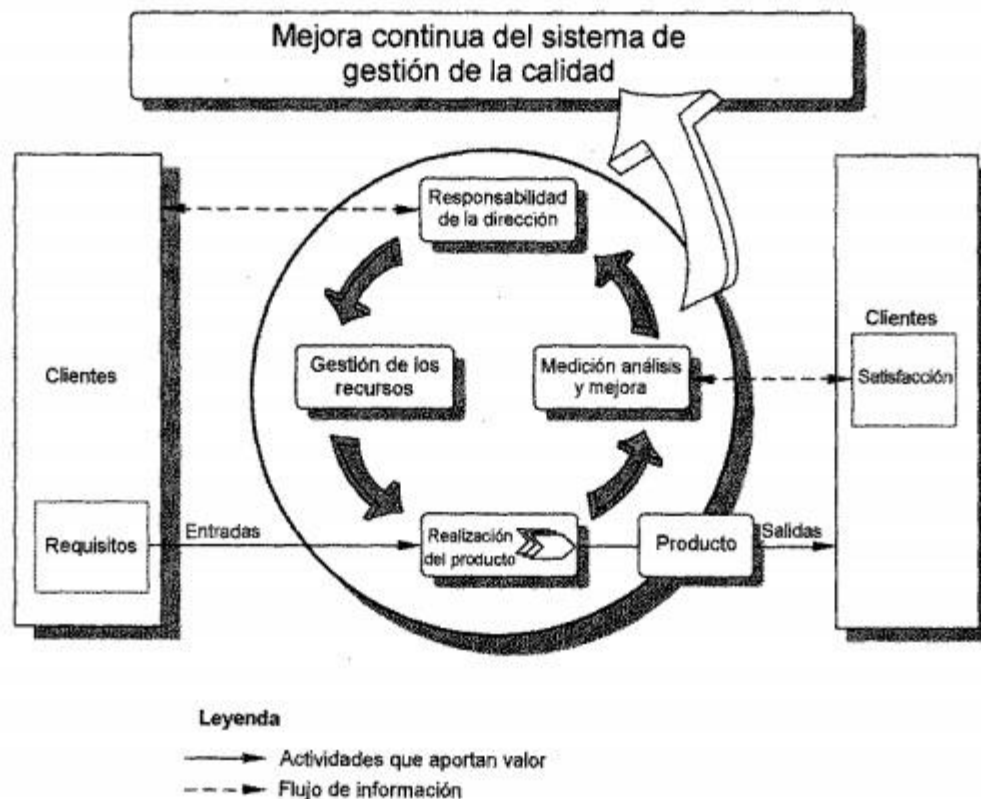 Mejora continua del sistema de
gestión de la calidad
Responsabilidad
de la dirección
Clientes
Gestión de los
recursos
Medición análisis
y mejora
Clientes
Satisfacción
Requisitos
Entradas
Realización
del producto
Producto
Salidas
Leyenda
Actividades que aportan valor
Flujo de información